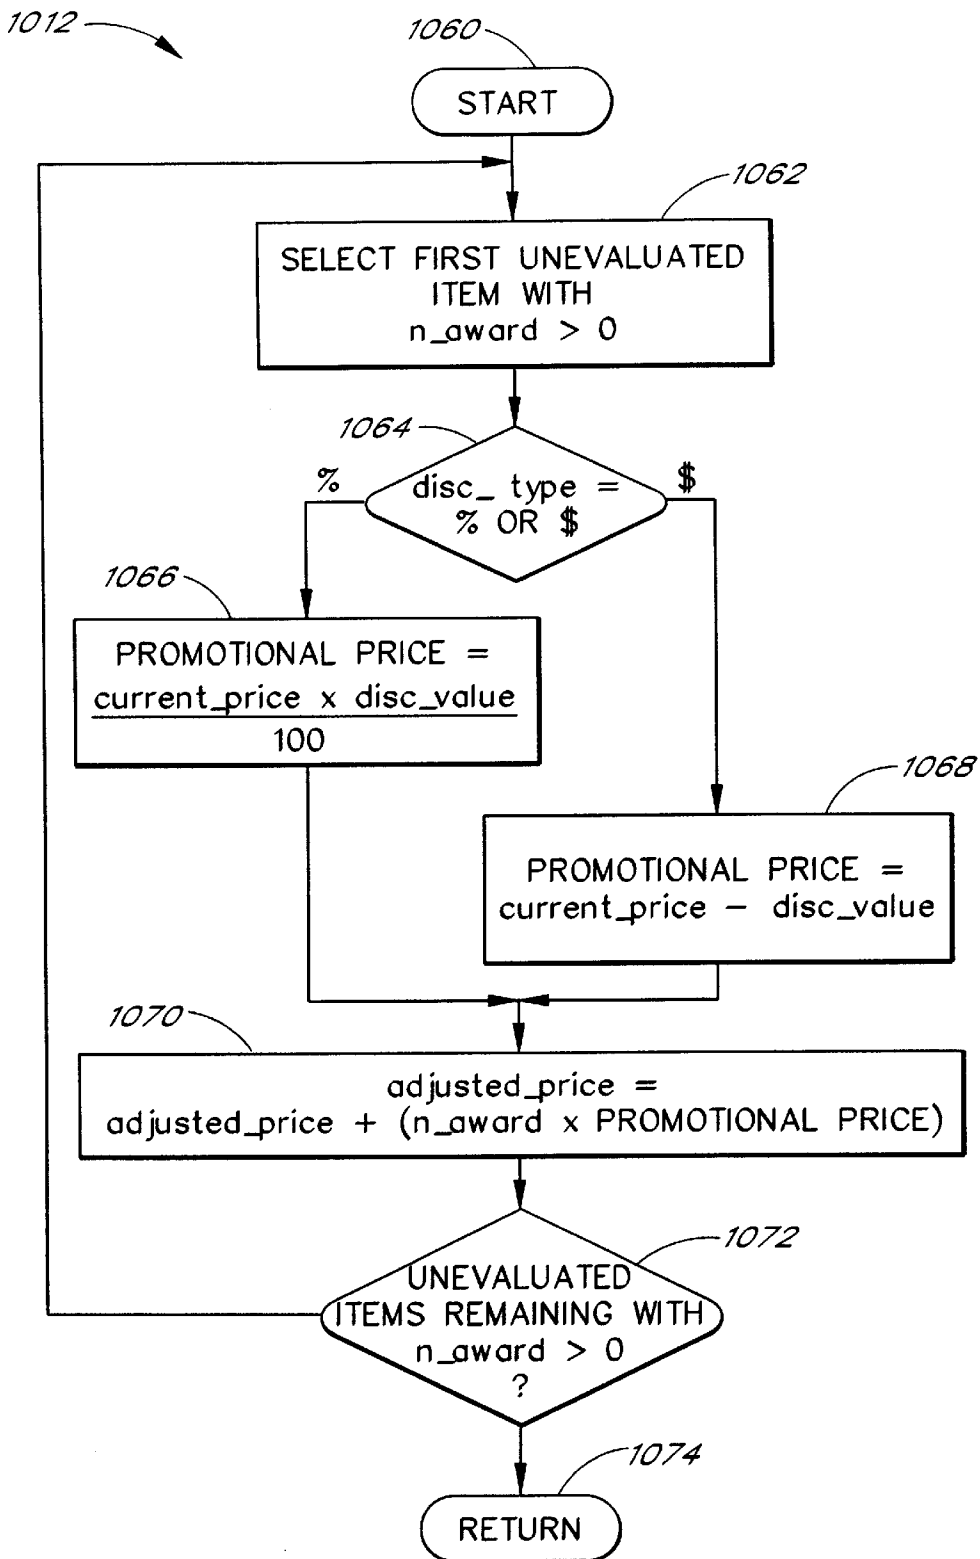 1012
1060
START
1062
SELECT FIRST UNEVALUATED
ITEM WITH
n_award > 0
1064
%
$
disc_ type =
% OR $
1066
PROMOTIONAL PRICE =
current_price x disc_value
100
1068
PROMOTIONAL PRICE =
current_price - disc_value
1070
adjusted_price =
adjusted_price + (n_award x PROMOTIONAL PRICE)
1072
UNEVALUATED
ITEMS REMAINING WITH
n_award > 0
?
1074
RETURN